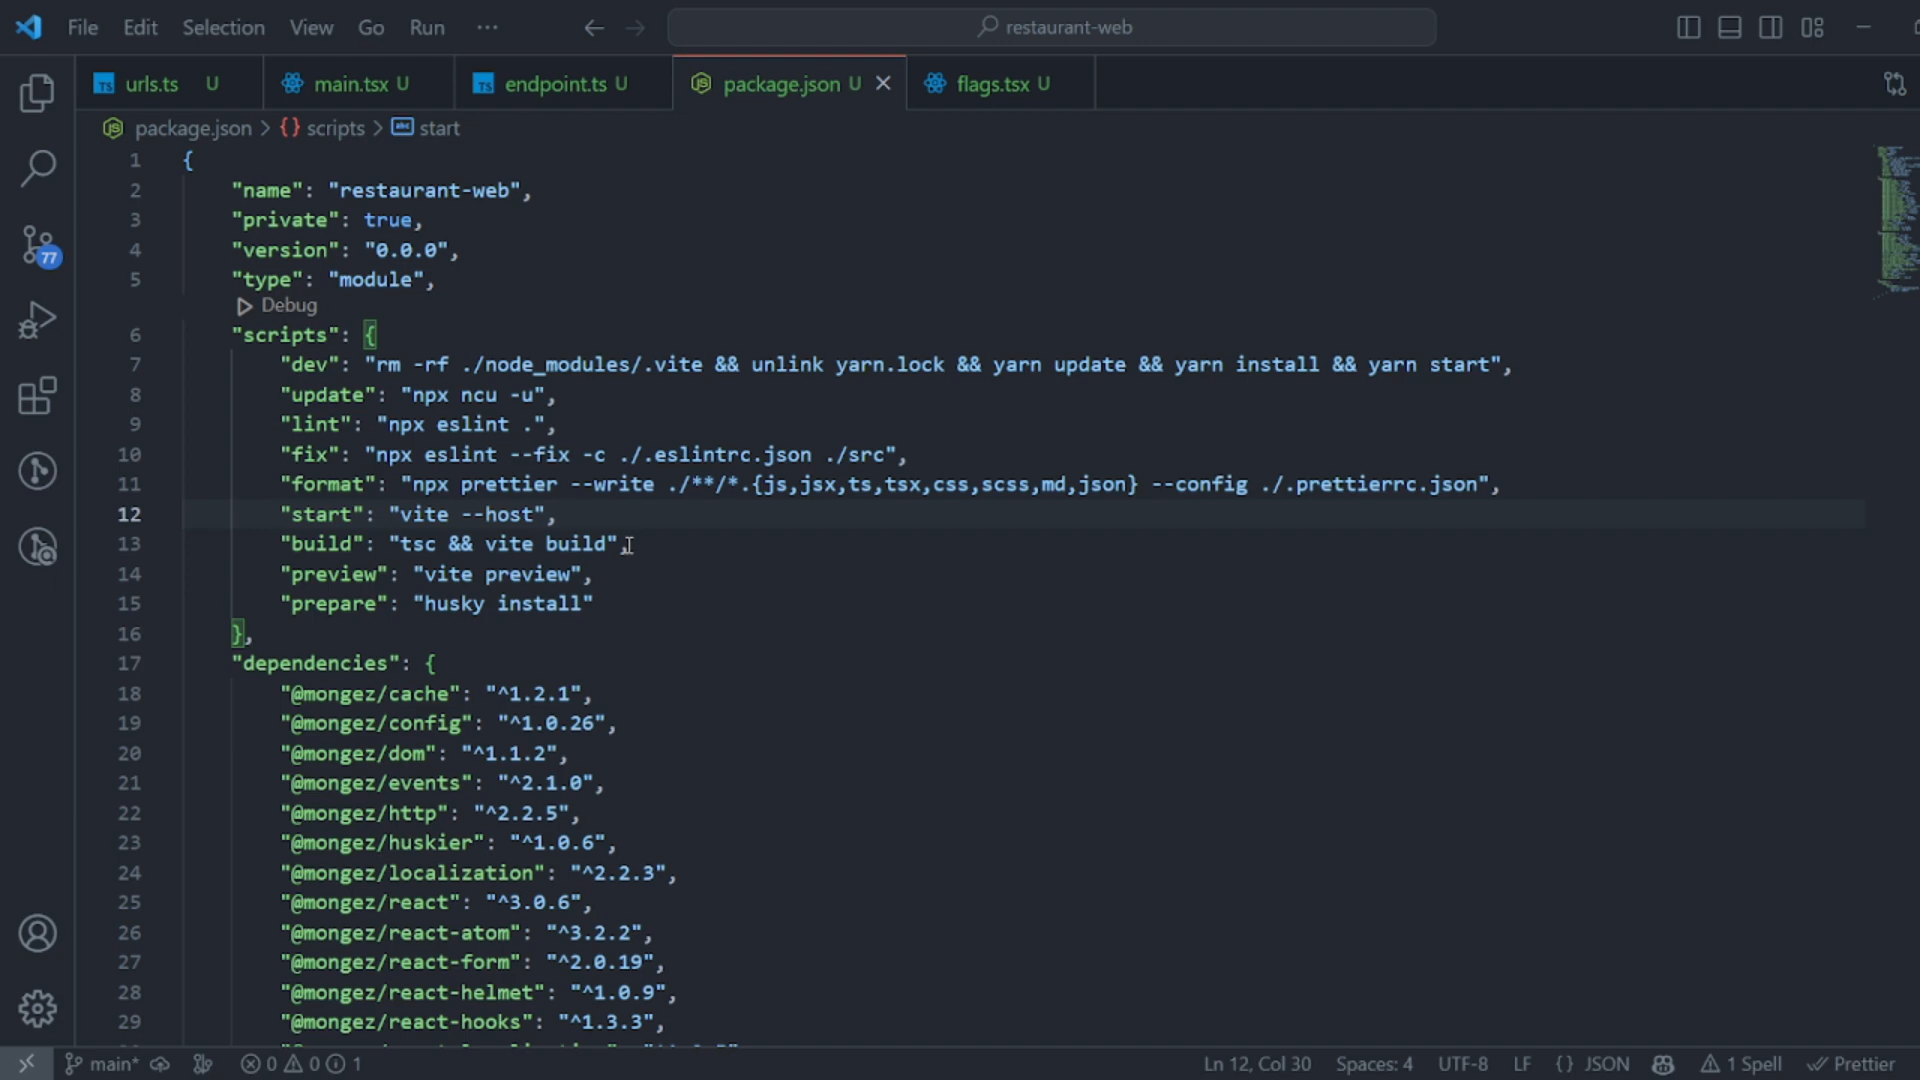 File Edit Selection View Go Run ··· restaurant-web
urls.ts U main.tsx U endpoint.ts U package.json U flags.tsx U
package.json > {} scripts > start
1 {
2 "name": "restaurant-web",
3 "private": true,
4 "version": "0.0.0",
5 "type": "module",
Debug
6 "scripts": {
7 "dev": "rm -rf ./node_modules/.vite && unlink yarn.lock && yarn update && yarn install && yarn start",
8 "update": "npx ncu -u",
9 "lint": "npx eslint .",
10 "fix": "npx eslint --fix -c ./.eslintrc.json ./src",
11 "format": "npx prettier --write ./**/*.{js,jsx,ts,tsx,css,scss,md,json} --config ./.prettierrc.json",
12 "start": "vite --host",
13 "build": "tsc && vite build",
14 "preview": "vite preview",
15 "prepare": "husky install"
16 },
17 "dependencies": {
18 "@mongez/cache": "^1.2.1",
19 "@mongez/config": "^1.0.26",
20 "@mongez/dom": "^1.1.2",
21 "@mongez/events": "^2.1.0",
22 "@mongez/http": "^2.2.5",
23 "@mongez/huskier": "^1.0.6",
24 "@mongez/localization": "^2.2.3",
25 "@mongez/react": "^3.0.6",
26 "@mongez/react-atom": "^3.2.2",
27 "@mongez/react-form": "^2.0.19",
28 "@mongez/react-helmet": "^1.0.9",
29 "@mongez/react-hooks": "^1.3.3",
77
main* 0 0 1 Ln 12, Col 30 Spaces: 4 UTF-8 LF {} JSON 1 Spell Prettier